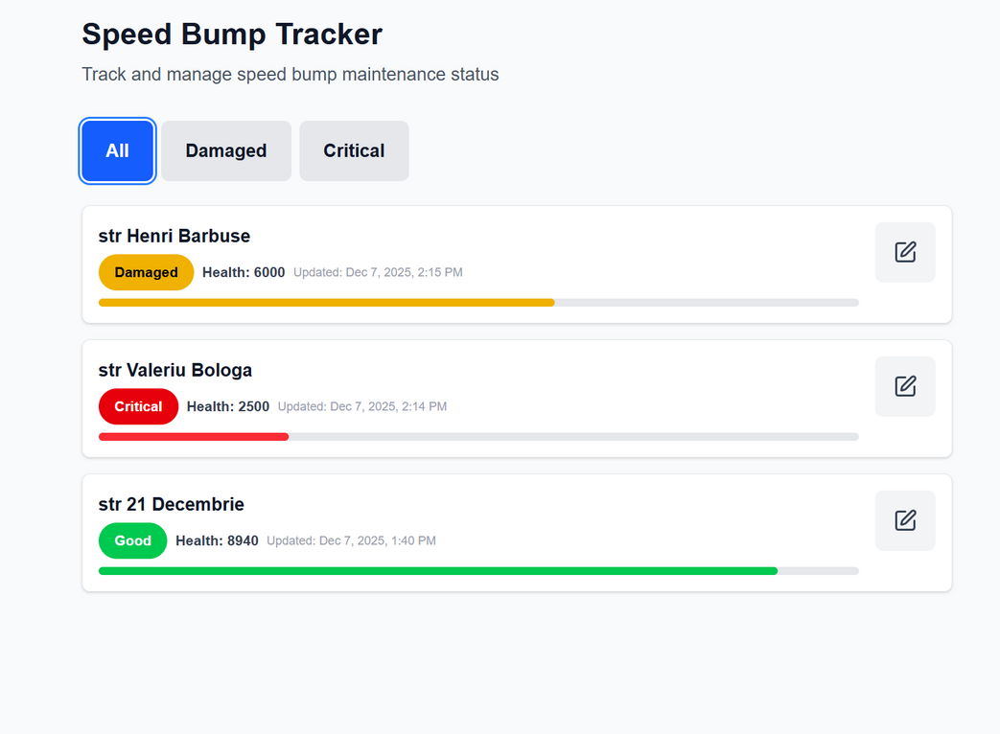 Speed Bump Tracker
Track and manage speed bump maintenance status
All Damaged Critical
str Henri Barbuse
Damaged Health: 6000 Updated: Dec 7, 2025, 2:15 PM
str Valeriu Bologa
Critical Health: 2500 Updated: Dec 7, 2025, 2:14 PM
str 21 Decembrie
Good Health: 8940 Updated: Dec 7, 2025, 1:40 PM